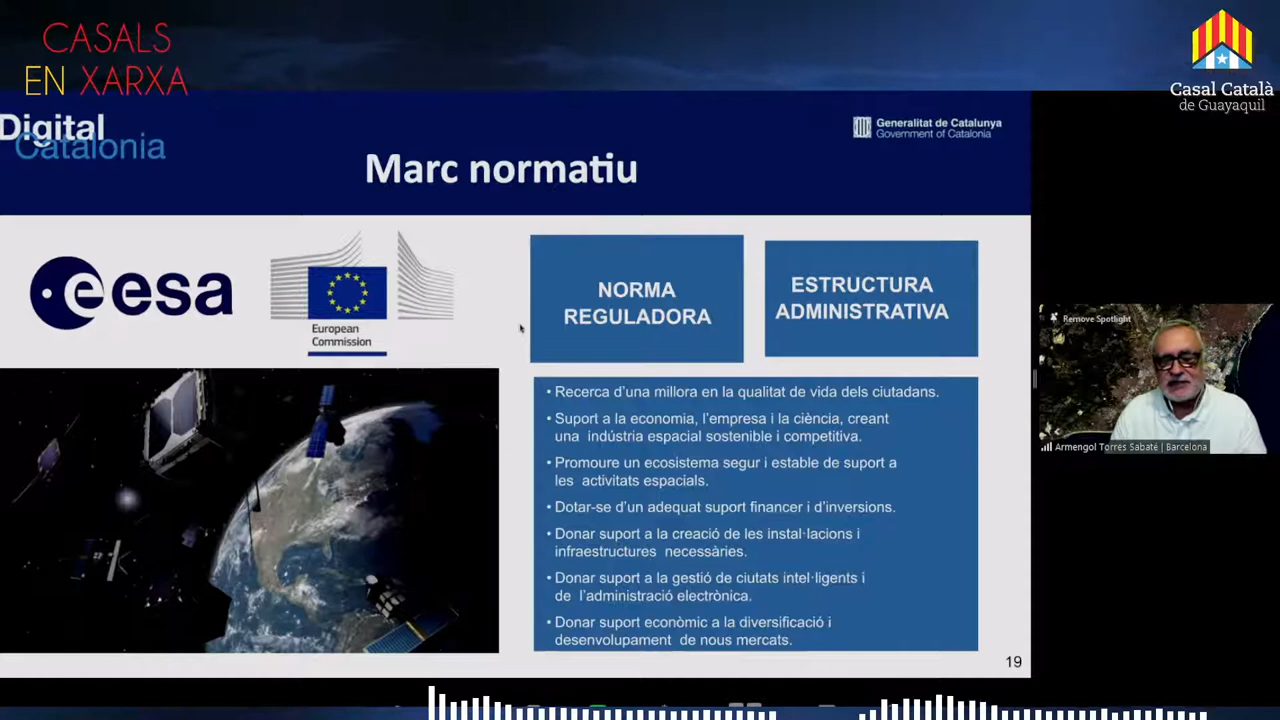 CASALS
EN XARXA
Casal Català
de Guayaquil
Digital
Catalonia
Generalitat de Catalunya
Government of Catalonia
Marc normatiu
esa
European
Commission
NORMA
REGULADORA
ESTRUCTURA
ADMINISTRATIVA
• Recerca d'una millora en la qualitat de vida dels ciutadans.
• Suport a la economia, l'empresa i la ciència, creant
una indústria espacial sostenible i competitiva.
• Promoure un ecosistema segur i estable de suport a
les activitats espacials.
• Dotar-se d'un adequat suport financer i d'inversions.
• Donar suport a la creació de les instal·lacions i
infraestructures necessàries.
• Donar suport a la gestió de ciutats intel·ligents i
de l'administració electrònica.
• Donar suport econòmic a la diversificació i
desenvolupament de nous mercats.
19
Remove Spotlight
Armengol Torres Sabaté | Barcelona